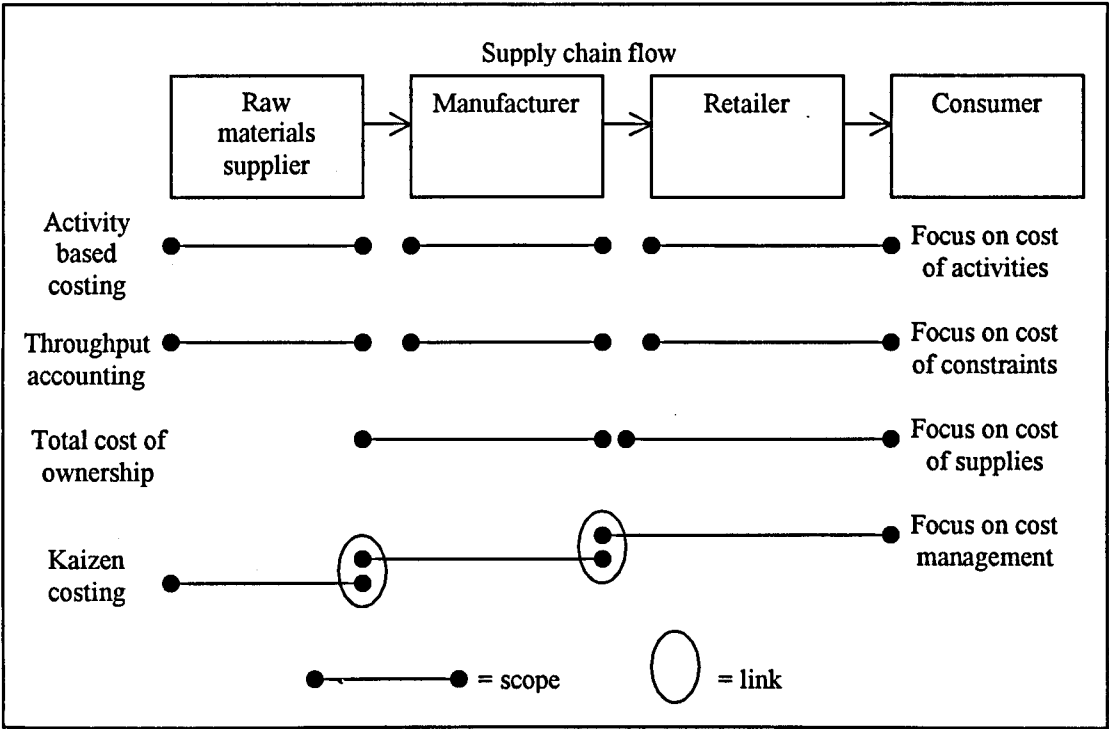 Supply chain flow
Raw
materials
supplier
Manufacturer
Retailer
Consumer
Activity
based
costing
Focus on cost
of activities
Throughput
accounting
Focus on cost
of constraints
Total cost of
ownership
Focus on cost
of supplies
Kaizen
costing
Focus on cost
management
= scope
= link